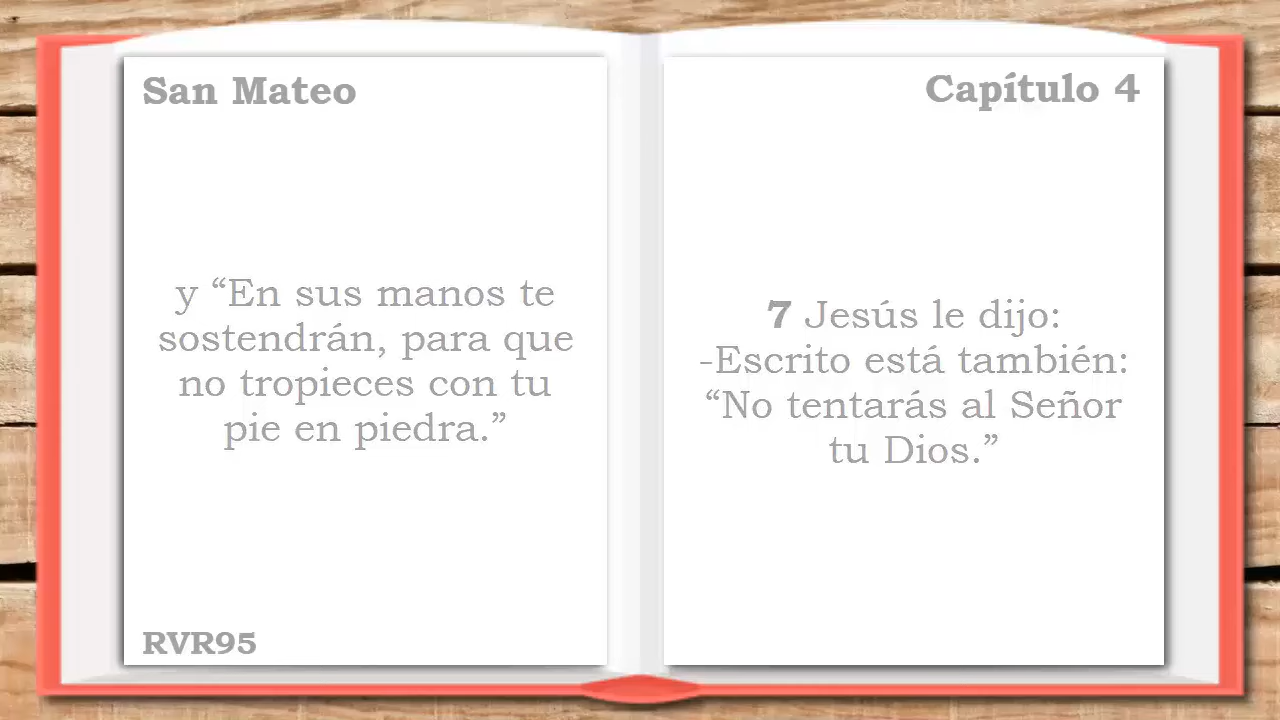 San Mateo
y “En sus manos te
sostendrán, para que
no tropieces con tu
pie en piedra.”
RVR95
Capítulo 4
7 Jesús le dijo:
-Escrito está también:
“No tentarás al Señor
tu Dios.”